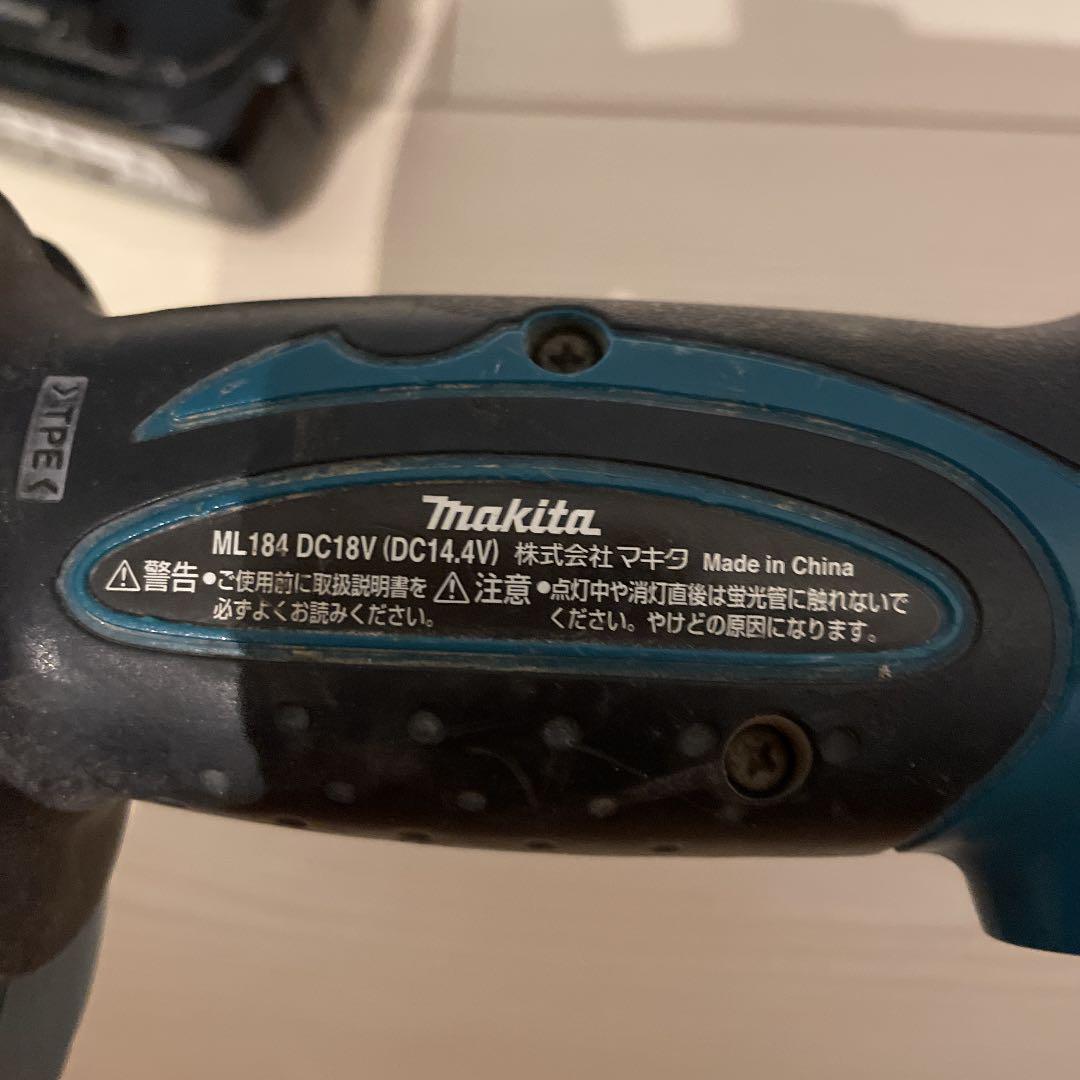 >TPE<
makita
ML184 DC18V (DC14.4V) 株式会社 マキタ Made in China
⚠警告 ●ご使用前に取扱説明書を必ずよくお読みください。
⚠注意 ●点灯中や消灯直後は蛍光管に触れないでください。やけどの原因になります。